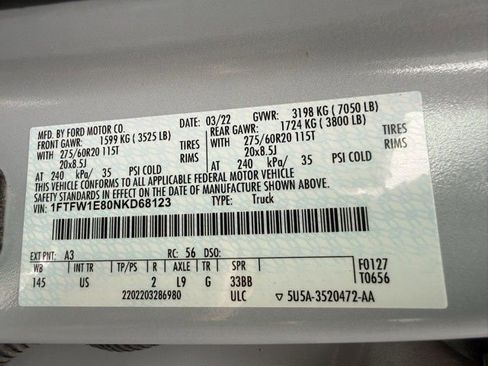 MFD. BY FORD MOTOR CO.
DATE: 03/22 GVWR: 3198 KG ( 7050 LB)
FRONT GAWR: 1599 KG ( 3525 LB) REAR GAWR: 1724 KG ( 3800 LB)
WITH 275/60R20 115T TIRES WITH 275/60R20 115T TIRES
20x8.5J RIMS 20x8.5J RIMS
AT 240 kPa/ 35 PSI COLD AT 240 kPa/ 35 PSI COLD
THIS VEHICLE CONFORMS TO ALL APPLICABLE FEDERAL MOTOR VEHICLE
SAFETY STANDARDS IN EFFECT ON THE DATE OF MANUFACTURE SHOWN ABOVE.
VIN: 1FTFW1E80NKD68123 TYPE: Truck
EXT PNT: A3 RC: 56 DSO:
WB INT TR TP/PS R AXLE TR SPR F0127
145 US 2 L9 G 33BB T0656
2202203286980 ULC ▽ 5U5A-3520472-AA